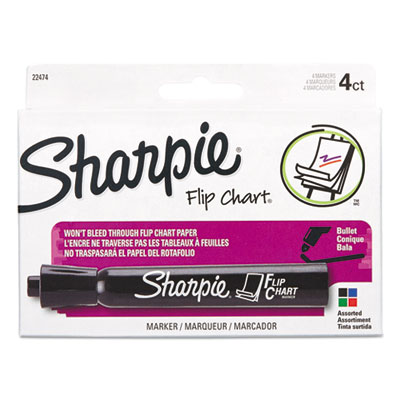 22474
4 MARKERS
4 MARQUEURS
4 MARCADORES
4ct
Sharpie
Flip Chart®
TM
MC
WON'T BLEED THROUGH FLIP CHART PAPER
L'ENCRE NE TRAVERSE PAS LES TABLEAUX À FEUILLES
NO TRASPASARÁ EL PAPEL DEL ROTAFOLIO
Bullet
Conique
Bala
Sharpie
FLIP
CHART
MARKER
MARKER / MARQUEUR / MARCADOR
Assorted
Assortiment
Tinta surtida